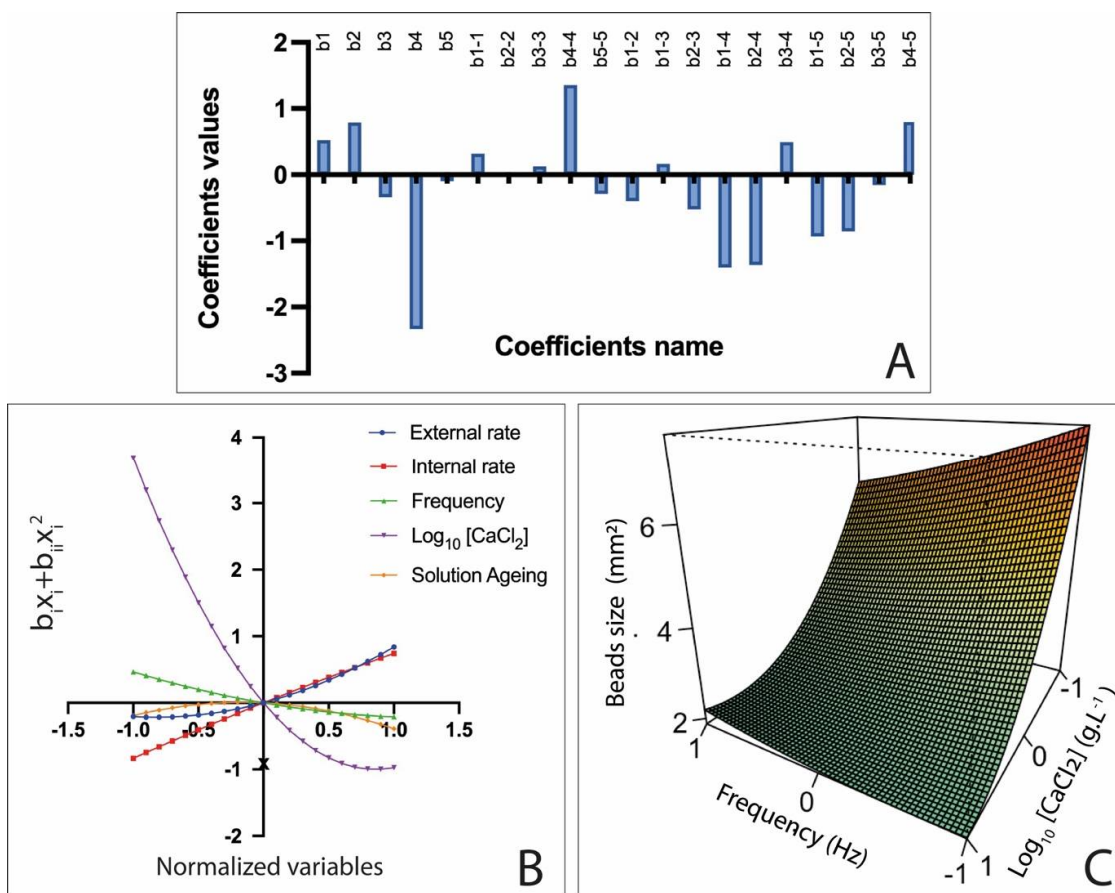 b1 b2 b3 b4 b5 b1-1 b2-2 b3-3 b4-4 b5-5 b1-2 b1-3 b2-3 b1-4 b2-4 b3-4 b1-5 b2-5 b3-5 b4-5
2
1
0
-1
-2
-3
Coefficients values
Coefficients name
A
4
3
2
1
-1
-2
-1.5 -1.0 -0.5 0.5 1.0 1.5
bᵢxᵢ+bᵢᵢxᵢ²
x
External rate
Internal rate
Frequency
Log₁₀ [CaCl₂]
Solution Ageing
Normalized variables
B
Beads size (mm²)
6
4
2
1
0
-1
Frequency (Hz)
1
0
-1
Log₁₀ [CaCl₂] (g.L⁻¹)
C